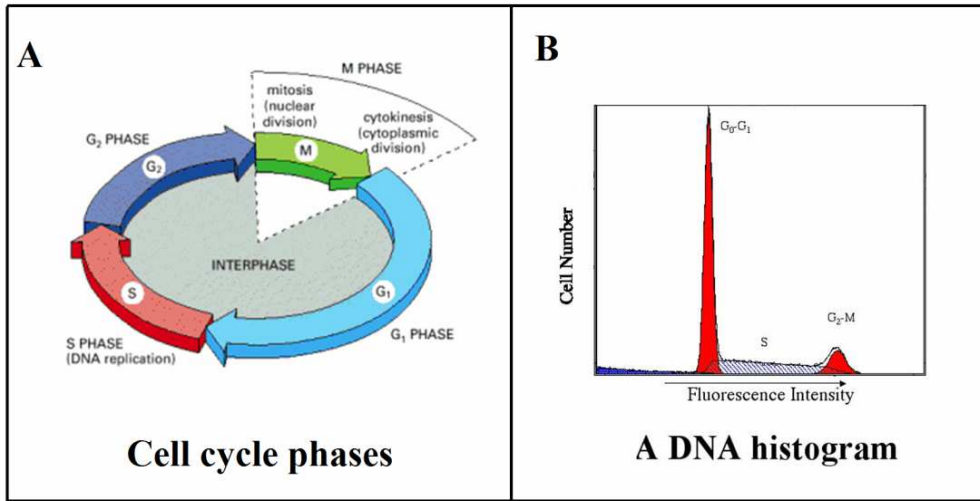 A
M PHASE
mitosis
(nuclear
division)
cytokinesis
(cytoplasmic
division)
G₂ PHASE
G₂
M
INTERPHASE
S
G₁
S PHASE
(DNA replication)
G₁ PHASE
Cell cycle phases
B
G₀-G₁
Cell Number
G₂-M
S
Fluorescence Intensity
A DNA histogram